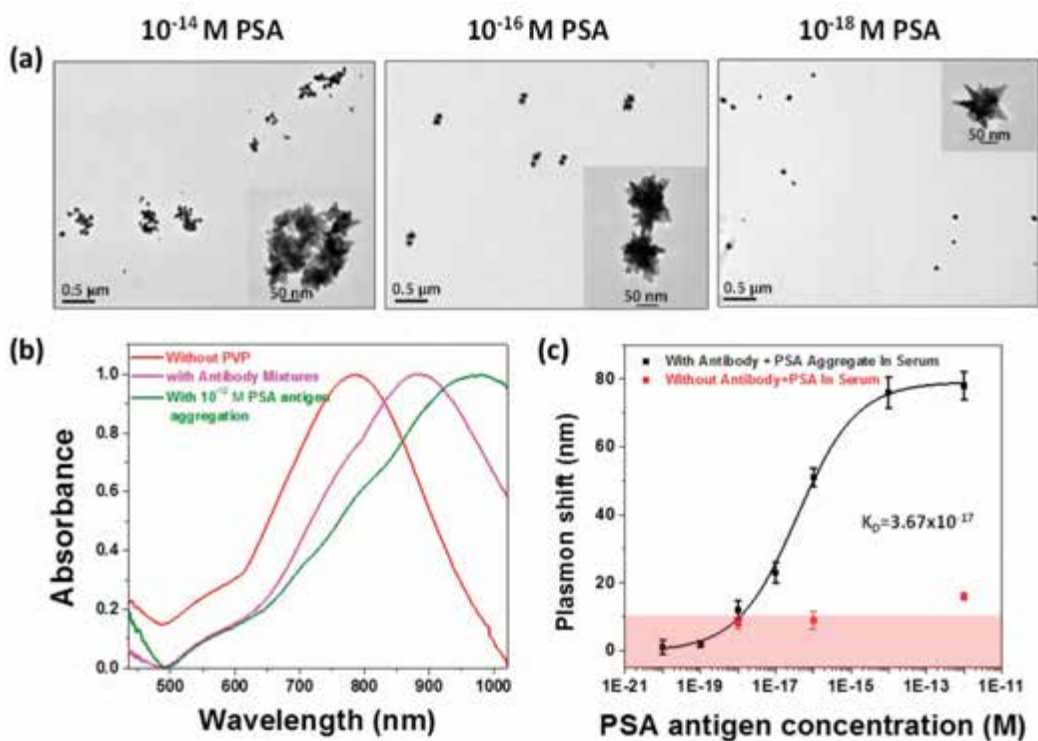 10⁻¹⁴ M PSA 10⁻¹⁶ M PSA 10⁻¹⁸ M PSA
(a)
50 nm
0.5 µm 50 nm 0.5 µm 50 nm 0.5 µm
(b)
Without PVP
with Antibody Mixtures
With 10⁻¹² M PSA antigen
aggregation
1.0
0.8
0.6
0.4
0.2
0.0
500 600 700 800 900 1000
Absorbance
Wavelength (nm)
(c)
With Antibody + PSA Aggregate In Serum
Without Antibody+PSA In Serum
80
60
40
20
0
K_D=3.67x10⁻¹⁷
1E-21 1E-19 1E-17 1E-15 1E-13 1E-11
Plasmon shift (nm)
PSA antigen concentration (M)